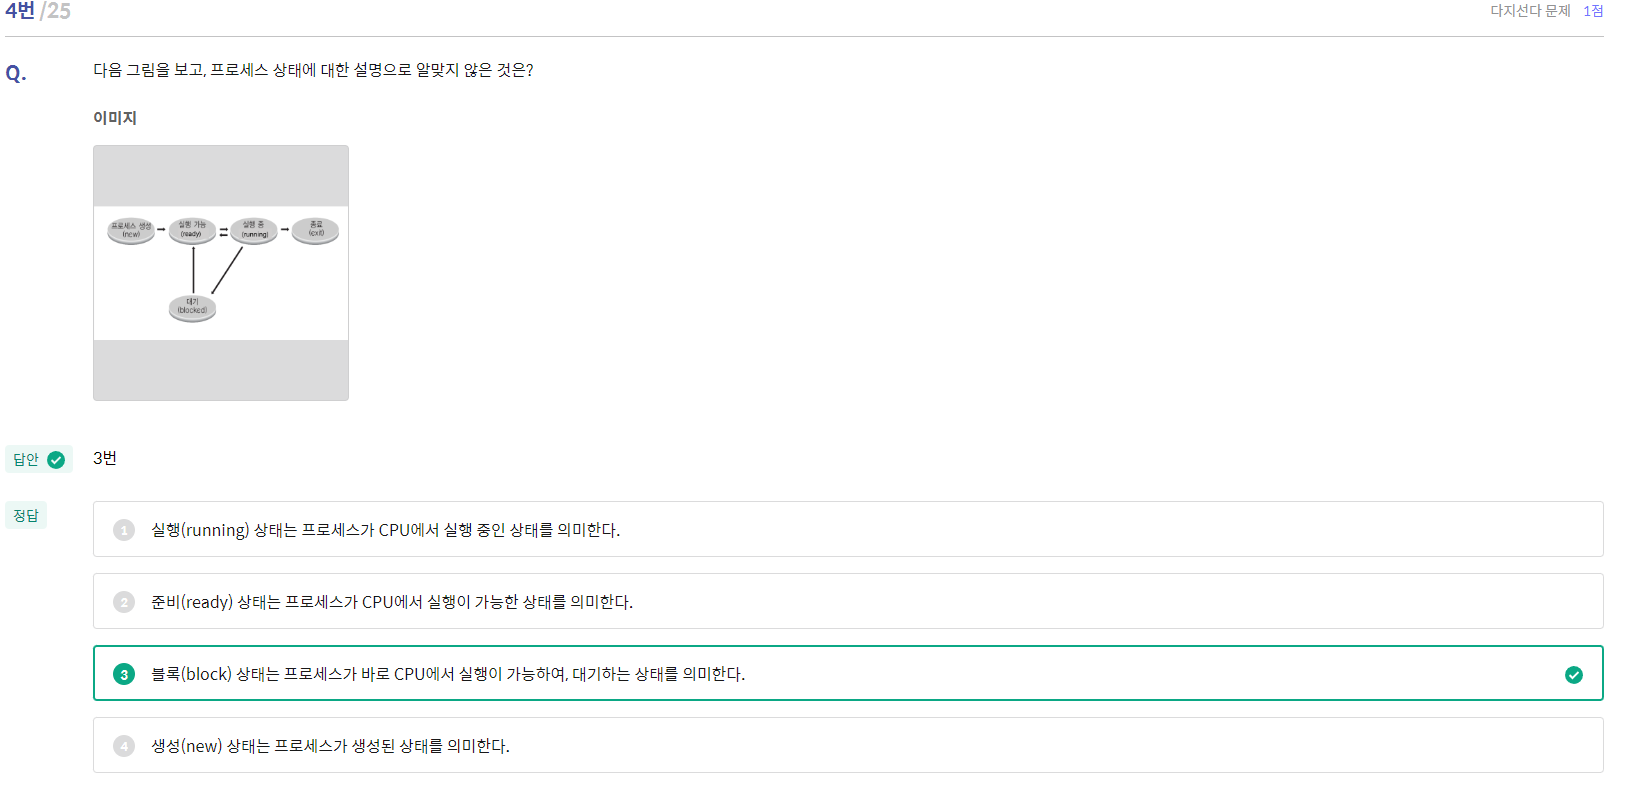 4번 /25
다지선다 문제 1점
Q.
다음 그림을 보고, 프로세스 상태에 대한 설명으로 알맞지 않은 것은?
이미지
프로세스 생성 실행 가능 실행 중 종료
(new) (ready) (running) (exit)
대기
(blocked)
답안 3번
정답
1 실행(running) 상태는 프로세스가 CPU에서 실행 중인 상태를 의미한다.
2 준비(ready) 상태는 프로세스가 CPU에서 실행이 가능한 상태를 의미한다.
3 블록(block) 상태는 프로세스가 바로 CPU에서 실행이 가능하여, 대기하는 상태를 의미한다.
4 생성(new) 상태는 프로세스가 생성된 상태를 의미한다.